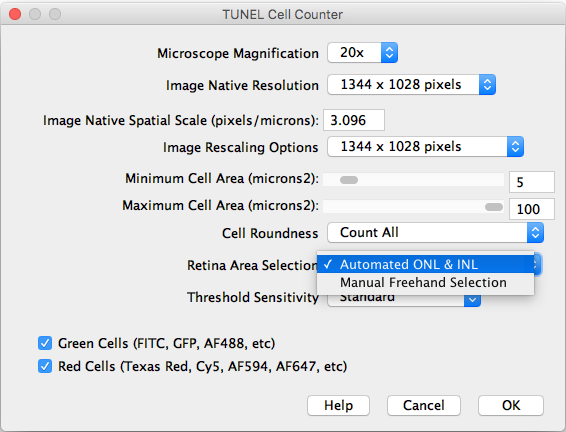 TUNEL Cell Counter
Microscope Magnification 20x
Image Native Resolution 1344 x 1028 pixels
Image Native Spatial Scale (pixels/microns): 3.096
Image Rescaling Options 1344 x 1028 pixels
Minimum Cell Area (microns2): 5
Maximum Cell Area (microns2): 100
Cell Roundness Count All
Retina Area Selection ✓ Automated ONL & INL
Manual Freehand Selection
Threshold Sensitivity Standard
Green Cells (FITC, GFP, AF488, etc)
Red Cells (Texas Red, Cy5, AF594, AF647, etc)
Help Cancel OK